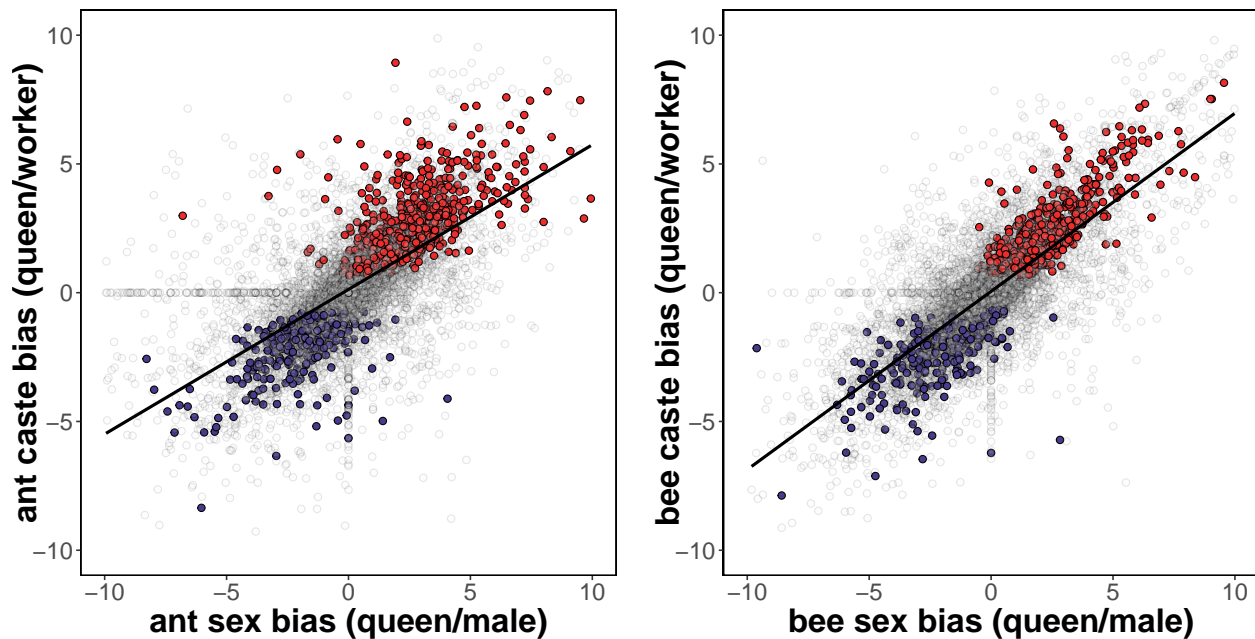 10
5
0
−5
−10
−10 −5 0 5 10
ant caste bias (queen/worker)
ant sex bias (queen/male)
10
5
0
−5
−10
−10 −5 0 5 10
bee caste bias (queen/worker)
bee sex bias (queen/male)